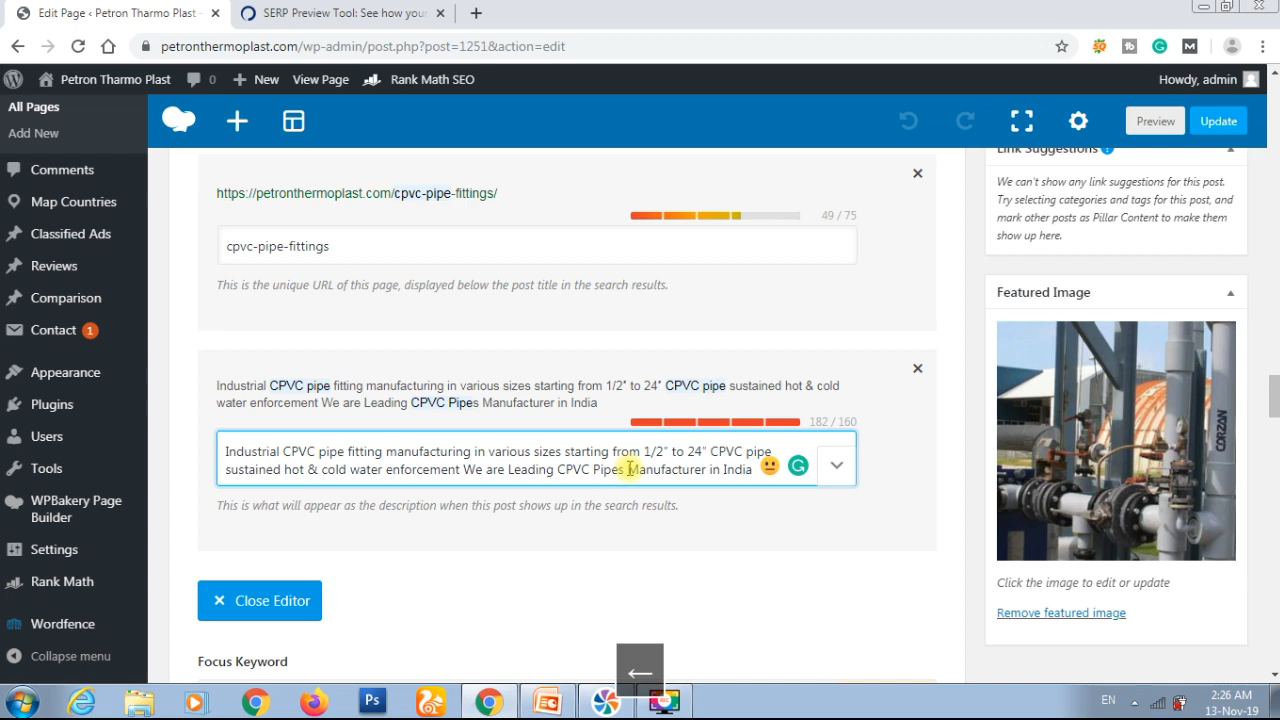 Edit Page ‹ Petron Tharmo Plast -
SERP Preview Tool: See how your
petronthermoplast.com/wp-admin/post.php?post=1251&action=edit
Petron Tharmo Plast
0
New
View Page
Rank Math SEO
Howdy, admin
All Pages
Add New
Comments
Map Countries
Classified Ads
Reviews
Comparison
Contact 1
Appearance
Plugins
Users
Tools
WPBakery Page
Builder
Settings
Rank Math
Wordfence
Collapse menu
Preview
Update
https://petronthermoplast.com/cpvc-pipe-fittings/
49 / 75
cpvc-pipe-fittings
This is the unique URL of this page, displayed below the post title in the search results.
Industrial CPVC pipe fitting manufacturing in various sizes starting from 1/2″ to 24″ CPVC pipe sustained hot & cold
water enforcement We are Leading CPVC Pipes Manufacturer in India
182 / 160
Industrial CPVC pipe fitting manufacturing in various sizes starting from 1/2″ to 24″ CPVC pipe
sustained hot & cold water enforcement We are Leading CPVC Pipes Manufacturer in India
This is what will appear as the description when this post shows up in the search results.
Close Editor
Focus Keyword
Link Suggestions
We can't show any link suggestions for this post.
Try selecting categories and tags for this post, and
mark other posts as Pillar Content to make them
show up here.
Featured Image
CORZAN
Click the image to edit or update
Remove featured image
Ps
EN
2:26 AM
13-Nov-19